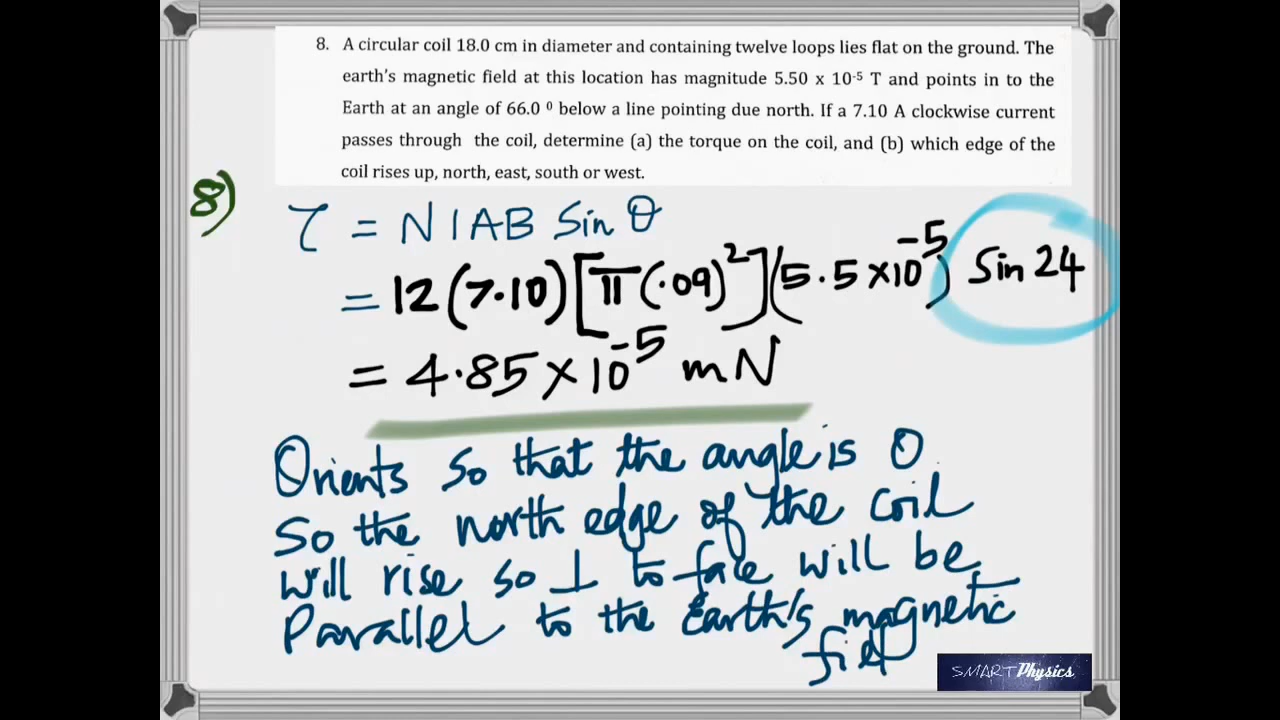 8. A circular coil 18.0 cm in diameter and containing twelve loops lies flat on the ground. The
earth's magnetic field at this location has magnitude 5.50 x 10⁻⁵ T and points in to the
Earth at an angle of 66.0 ⁰ below a line pointing due north. If a 7.10 A clockwise current
passes through the coil, determine (a) the torque on the coil, and (b) which edge of the
coil rises up, north, east, south or west.
8)
τ = NIAB Sin θ
= 12(7.10)[π(.09)²](5.5×10⁻⁵) Sin 24
= 4.85×10⁻⁵ mN
Orients so that the angle is 0.
So the north edge of the coil
will rise so ⊥ to face will be
Parallel to the Earth's magnetic
field
SMARTPhysics